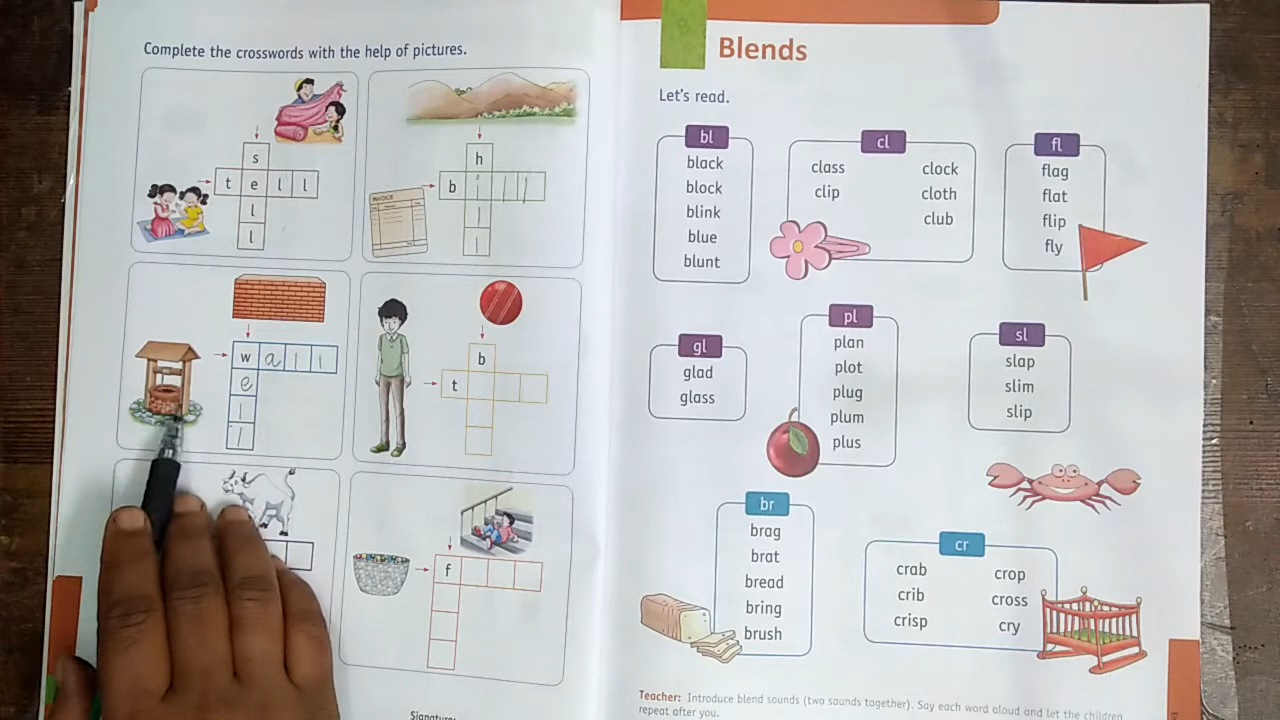 Complete the crosswords with the help of pictures.
s
t e l l
l
l
h
b i l l
l
l
INVOICE
w a l l
e
l
l
b
t
f
Signature:
Blends
Let's read.
bl
black
block
blink
blue
blunt
cl
class clock
clip cloth
club
fl
flag
flat
flip
fly
gl
glad
glass
pl
plan
plot
plug
plum
plus
sl
slap
slim
slip
br
brag
brat
bread
bring
brush
cr
crab crop
crib cross
crisp cry
Teacher: Introduce blend sounds (two sounds together). Say each word aloud and let the children
repeat after you.